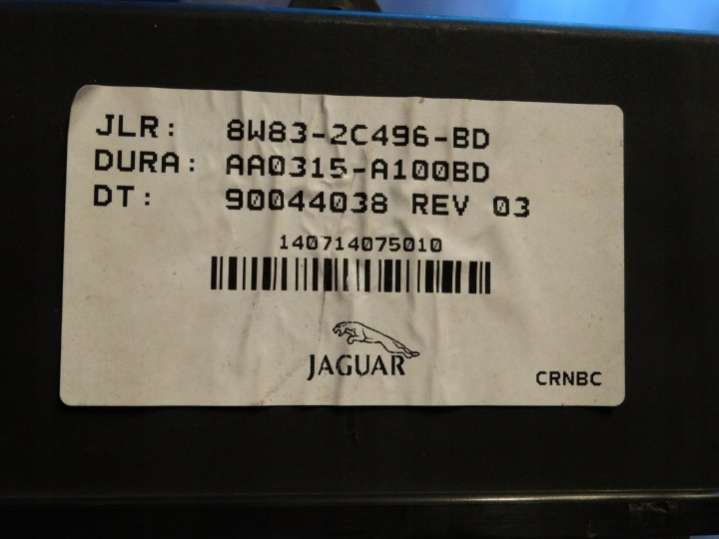 JLR: 8W83-2C496-BD
DURA: AA0315-A100BD
DT: 90044038 REV 03
140714075010
JAGUAR
CRNBC